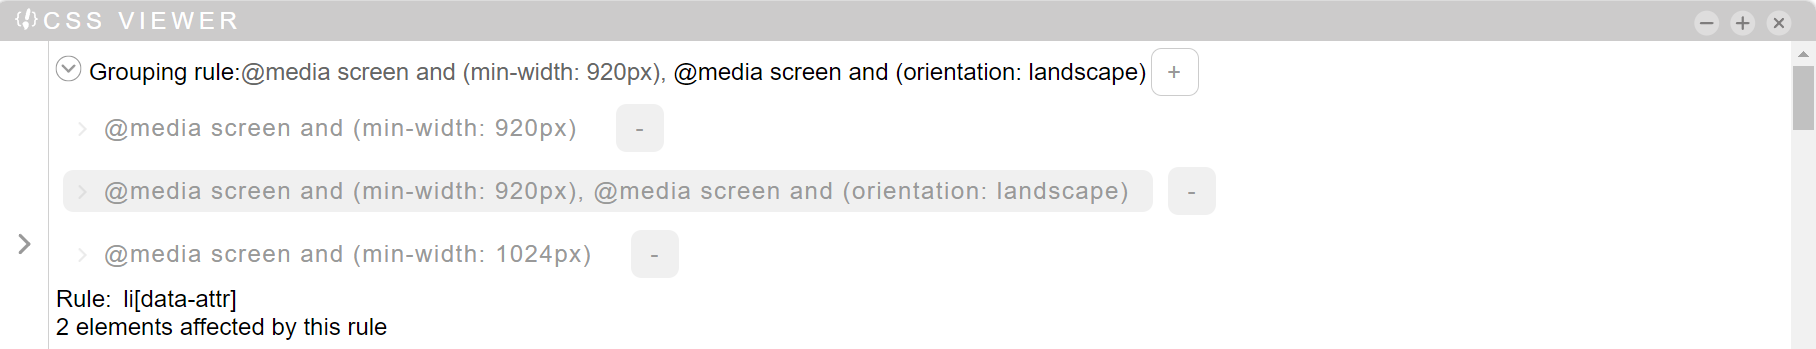 CSS VIEWER
Grouping rule:@media screen and (min-width: 920px), @media screen and (orientation: landscape) +
@media screen and (min-width: 920px) -
@media screen and (min-width: 920px), @media screen and (orientation: landscape) -
@media screen and (min-width: 1024px) -
Rule: li[data-attr]
2 elements affected by this rule